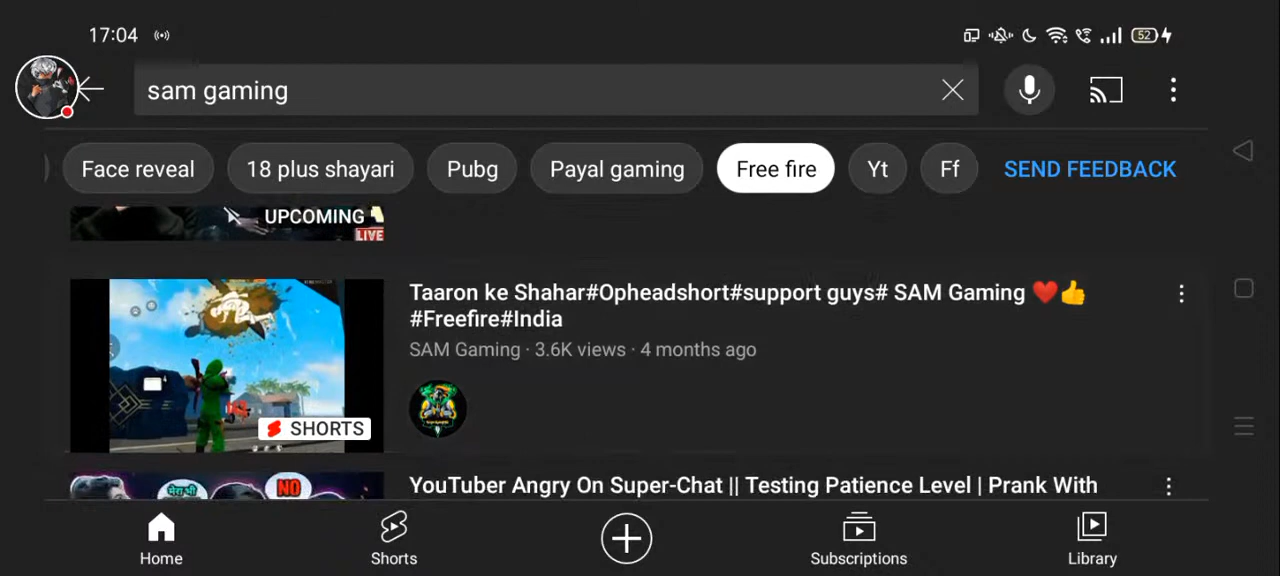 17:04
52
sam gaming
Face reveal
18 plus shayari
Pubg
Payal gaming
Free fire
Yt
Ff
SEND FEEDBACK
UPCOMING
LIVE
Taaron ke Shahar#Opheadshort#support guys# SAM Gaming ❤️👍
#Freefire#India
SAM Gaming · 3.6K views · 4 months ago
SHORTS
मेरा भी
NO
YouTuber Angry On Super-Chat || Testing Patience Level | Prank With
Home
Shorts
Subscriptions
Library